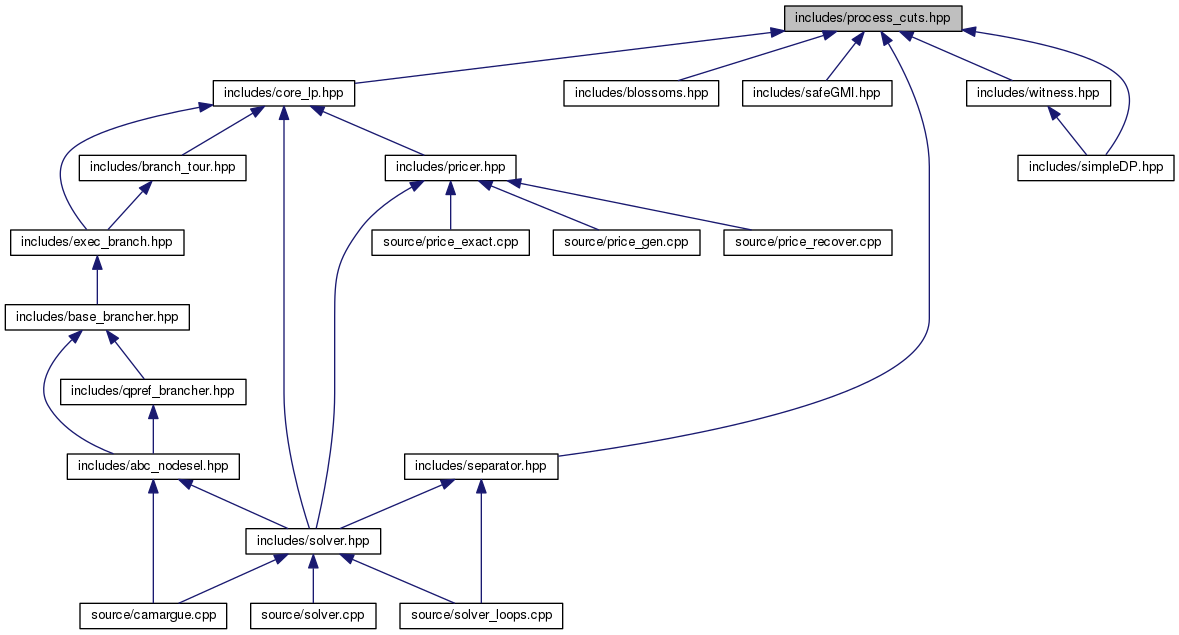 includes/process_cuts.hpp
includes/core_lp.hpp
includes/blossoms.hpp
includes/safeGMI.hpp
includes/witness.hpp
includes/branch_tour.hpp
includes/pricer.hpp
includes/simpleDP.hpp
includes/exec_branch.hpp
source/price_exact.cpp
source/price_gen.cpp
source/price_recover.cpp
includes/base_brancher.hpp
includes/qpref_brancher.hpp
includes/abc_nodesel.hpp
includes/separator.hpp
includes/solver.hpp
source/camargue.cpp
source/solver.cpp
source/solver_loops.cpp